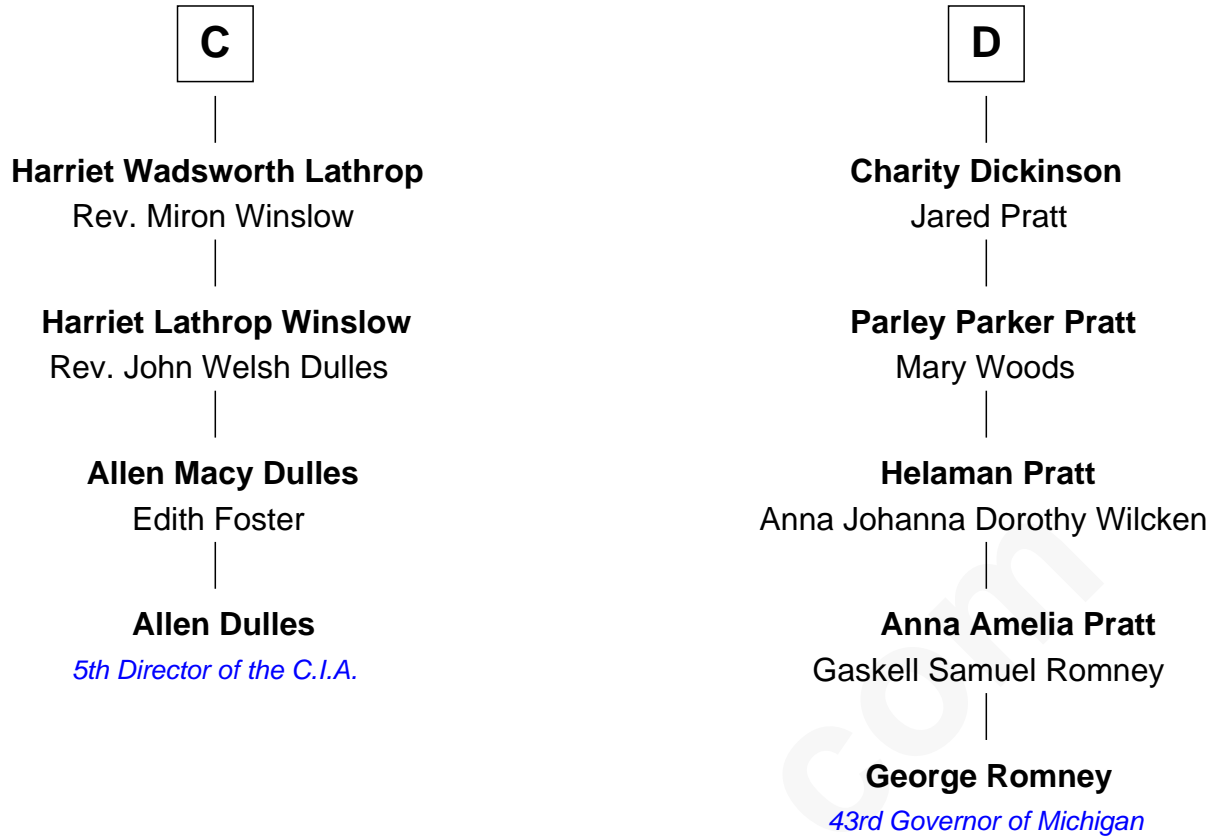 C
Harriet Wadsworth Lathrop
Rev. Miron Winslow
Harriet Lathrop Winslow
Rev. John Welsh Dulles
Allen Macy Dulles
Edith Foster
Allen Dulles
5th Director of the C.I.A.
D
Charity Dickinson
Jared Pratt
Parley Parker Pratt
Mary Woods
Helaman Pratt
Anna Johanna Dorothy Wilcken
Anna Amelia Pratt
Gaskell Samuel Romney
George Romney
43rd Governor of Michigan
com